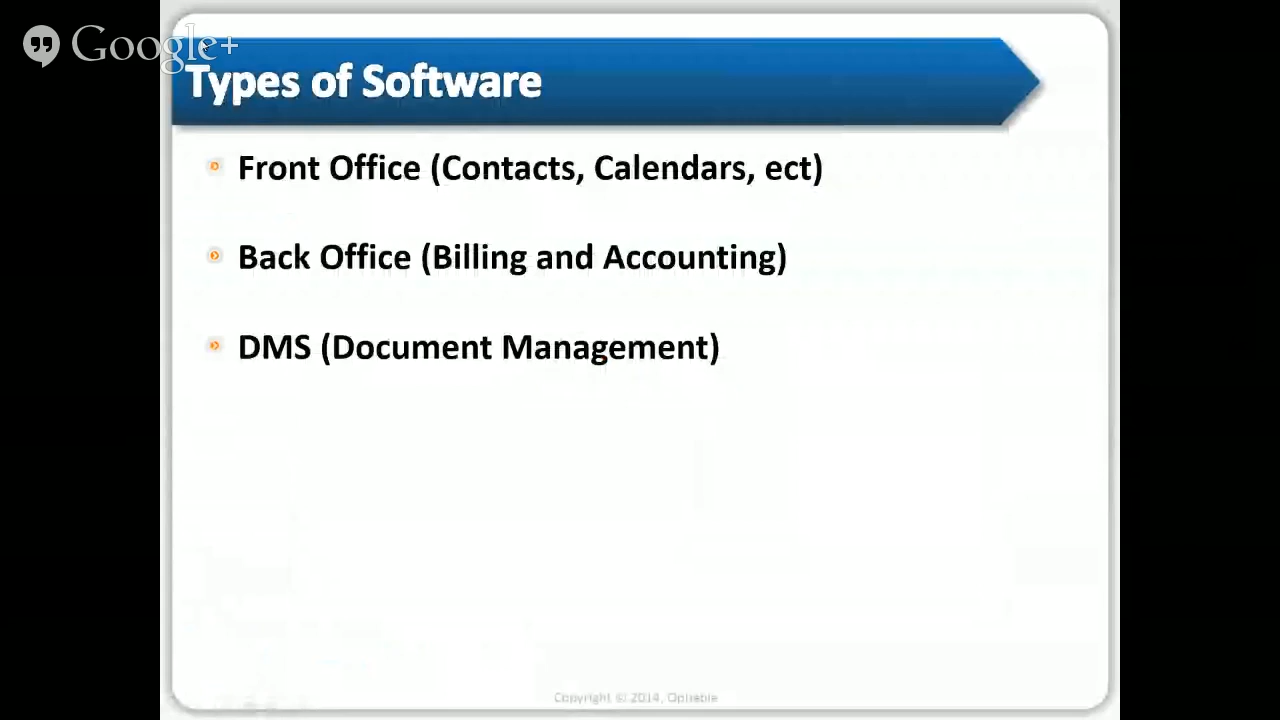 Google+
Types of Software
Front Office (Contacts, Calendars, ect)
Back Office (Billing and Accounting)
DMS (Document Management)
Copyright © 2014,